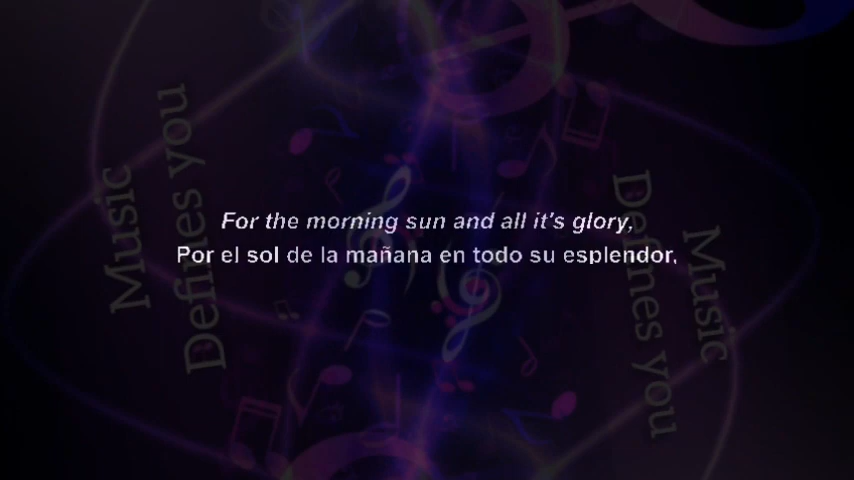 Music
Defines you
For the morning sun and all it's glory,
Por el sol de la mañana en todo su esplendor,
Music
Defines you